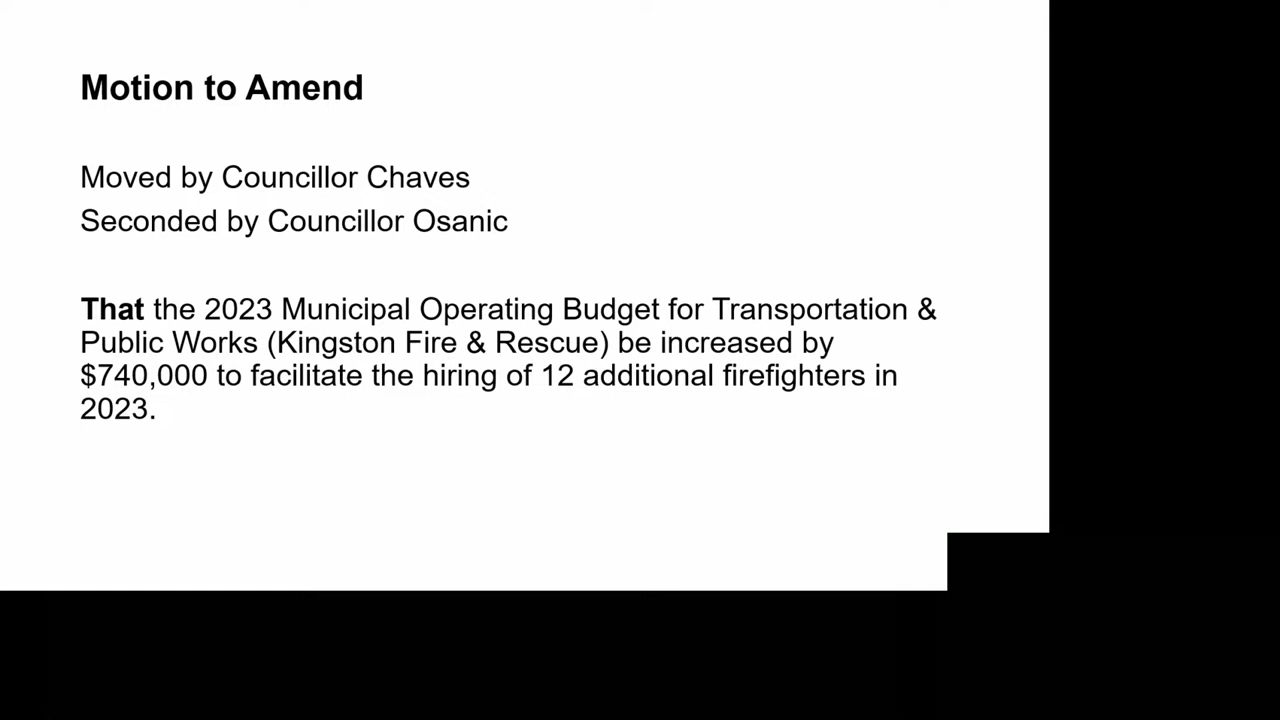 Motion to Amend
Moved by Councillor Chaves
Seconded by Councillor Osanic
That the 2023 Municipal Operating Budget for Transportation &
Public Works (Kingston Fire & Rescue) be increased by
$740,000 to facilitate the hiring of 12 additional firefighters in
2023.